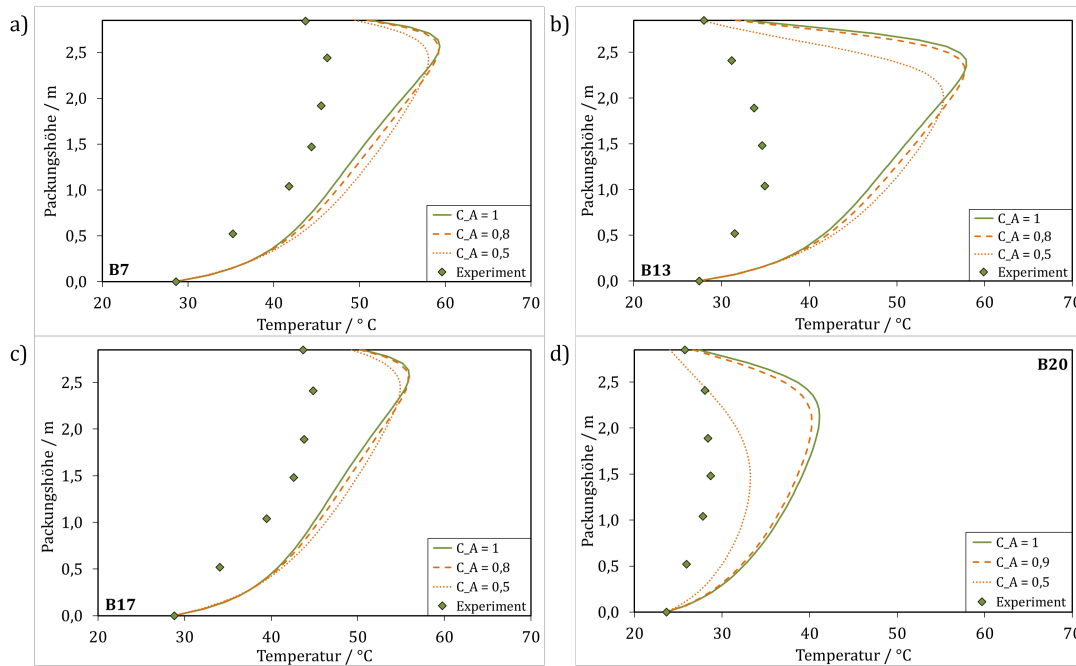 a)
Packungshöhe / m
2,5
2,0
1,5
1,0
0,5
0,0
B7
C_A = 1
C_A = 0,8
C_A = 0,5
Experiment
20 30 40 50 60 70
Temperatur / ° C
b)
Packungshöhe / m
2,5
2,0
1,5
1,0
0,5
0,0
B13
C_A = 1
C_A = 0,8
C_A = 0,5
Experiment
20 30 40 50 60 70
Temperatur / °C
c)
Packungshöhe / m
2,5
2,0
1,5
1,0
0,5
0,0
B17
C_A = 1
C_A = 0,8
C_A = 0,5
Experiment
20 30 40 50 60 70
Temperatur / °C
d)
B20
Packungshöhe / m
2,5
2,0
1,5
1,0
0,5
0,0
C_A = 1
C_A = 0,9
C_A = 0,5
Experiment
20 30 40 50 60 70
Temperatur / °C